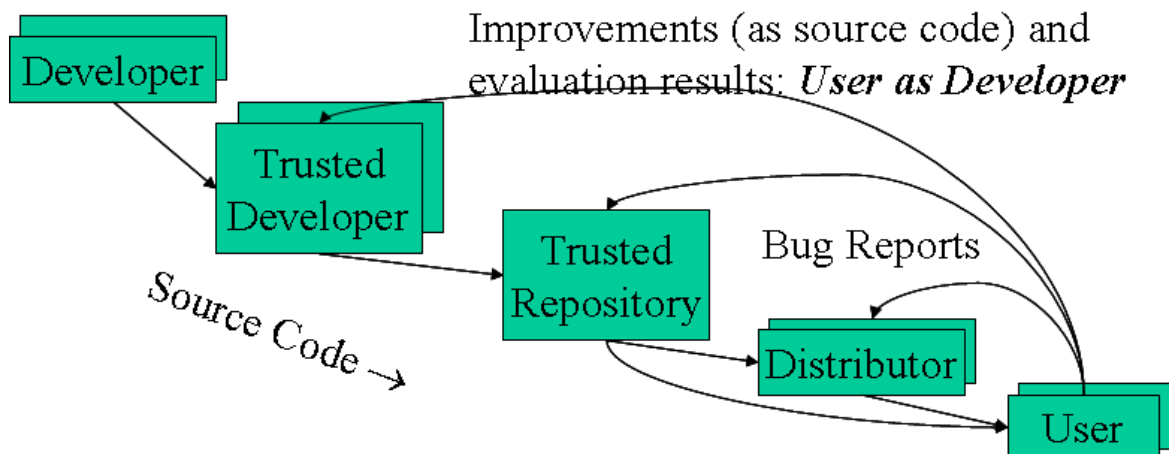 Improvements (as source code) and
evaluation results: User as Developer
Developer
Trusted
Developer
Trusted
Repository
Bug Reports
Source Code →
Distributor
User